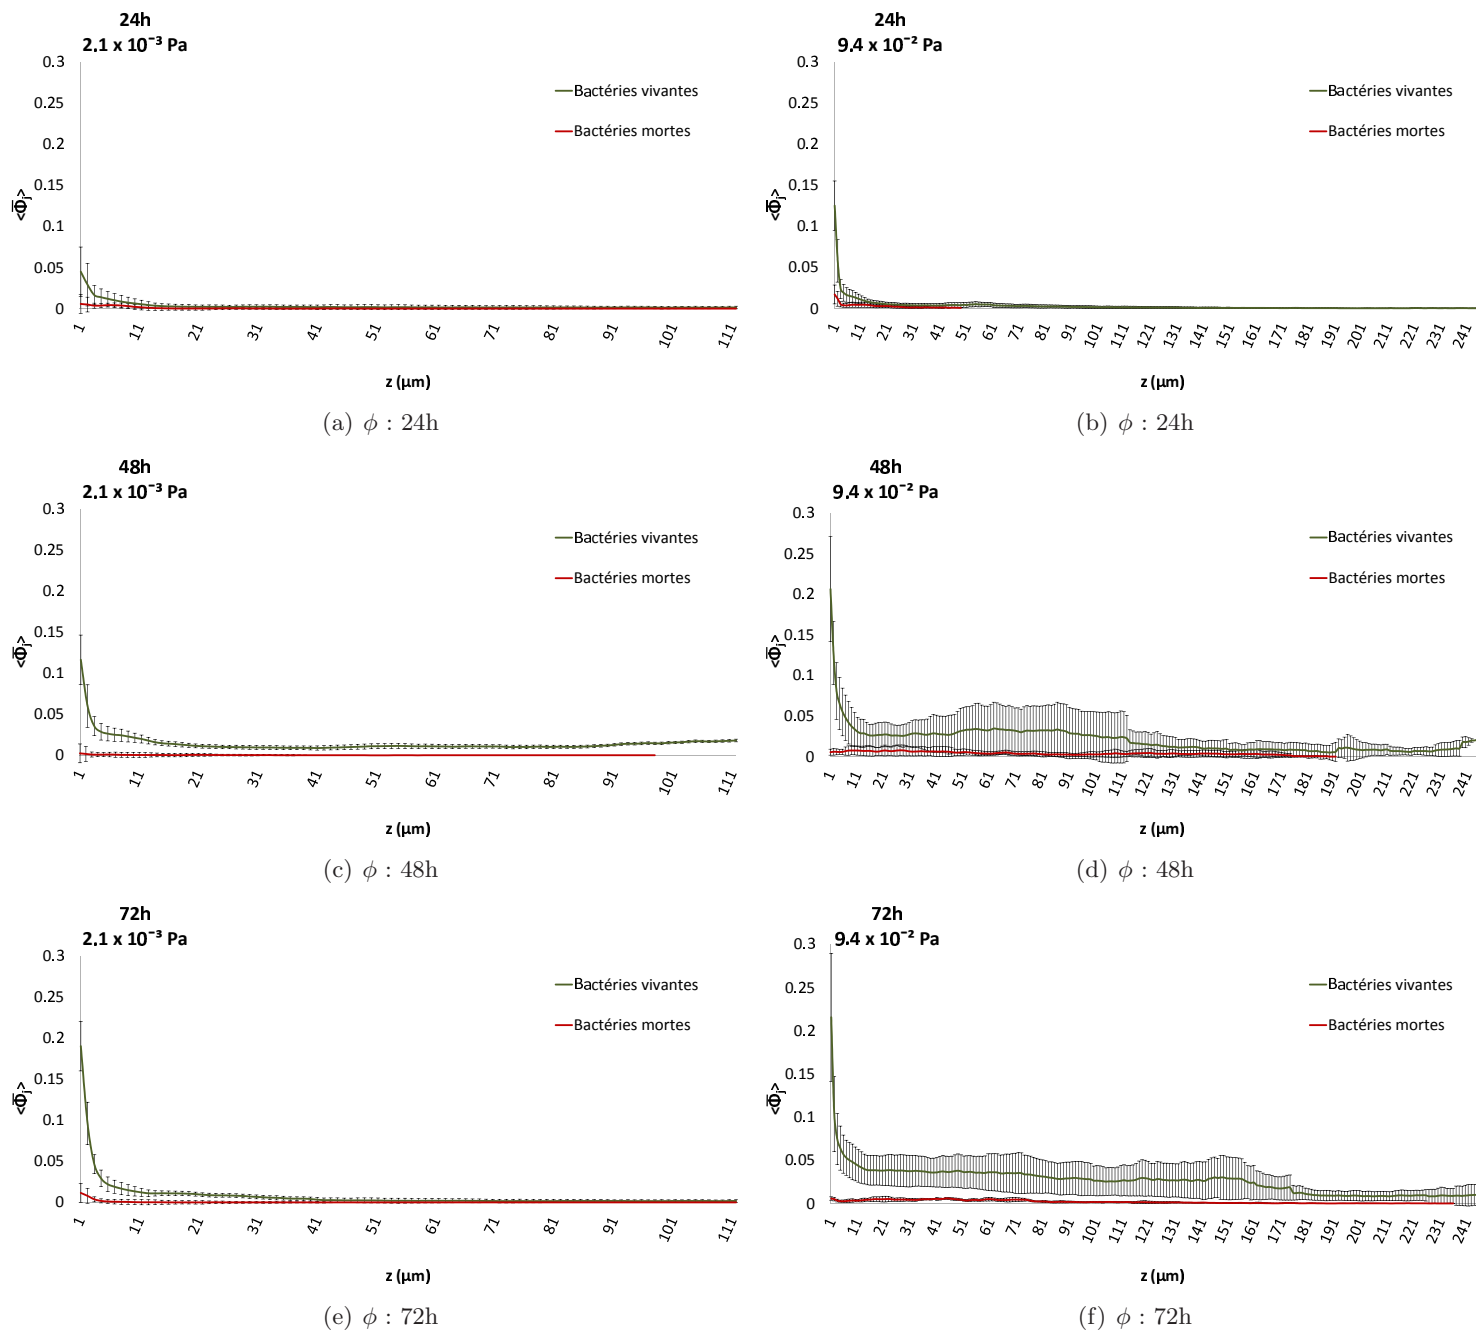 24h
2.1 x 10⁻³ Pa
0.3
0.25
0.2
0.15
0.1
0.05
0
<Φ̅ⱼ>
Bactéries vivantes
Bactéries mortes
1 11 21 31 41 51 61 71 81 91 101 111
z (µm)
(a) ϕ : 24h
24h
9.4 x 10⁻² Pa
0.3
0.25
0.2
0.15
0.1
0.05
0
<Φ̅ⱼ>
Bactéries vivantes
Bactéries mortes
1 11 21 31 41 51 61 71 81 91 101 111 121 131 141 151 161 171 181 191 201 211 221 231 241
z (µm)
(b) ϕ : 24h
48h
2.1 x 10⁻³ Pa
0.3
0.25
0.2
0.15
0.1
0.05
0
<Φ̅ⱼ>
Bactéries vivantes
Bactéries mortes
1 11 21 31 41 51 61 71 81 91 101 111
z (µm)
(c) ϕ : 48h
48h
9.4 x 10⁻² Pa
0.3
0.25
0.2
0.15
0.1
0.05
0
<Φ̅ⱼ>
Bactéries vivantes
Bactéries mortes
1 11 21 31 41 51 61 71 81 91 101 111 121 131 141 151 161 171 181 191 201 211 221 231 241
z (µm)
(d) ϕ : 48h
72h
2.1 x 10⁻³ Pa
0.3
0.25
0.2
0.15
0.1
0.05
0
<Φ̅ⱼ>
Bactéries vivantes
Bactéries mortes
1 11 21 31 41 51 61 71 81 91 101 111
z (µm)
(e) ϕ : 72h
72h
9.4 x 10⁻² Pa
0.3
0.25
0.2
0.15
0.1
0.05
0
<Φ̅ⱼ>
Bactéries vivantes
Bactéries mortes
1 11 21 31 41 51 61 71 81 91 101 111 121 131 141 151 161 171 181 191 201 211 221 231 241
z (µm)
(f) ϕ : 72h